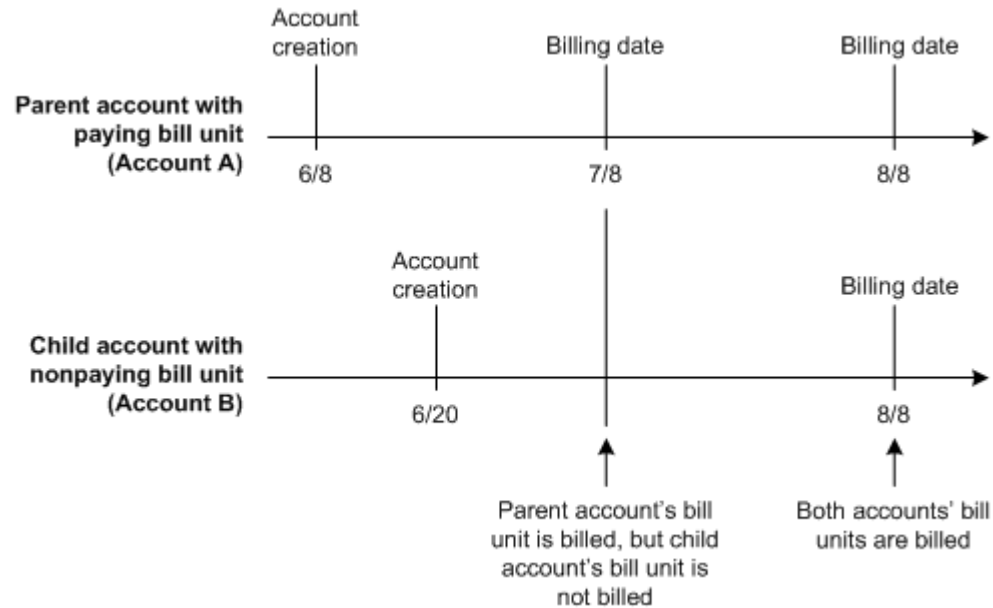 Account
creation
Billing date
Billing date
Parent account with
paying bill unit
(Account A)
6/8
7/8
8/8
Account
creation
Billing date
Child account with
nonpaying bill unit
(Account B)
6/20
8/8
Parent account's bill
unit is billed, but child
account's bill unit is
not billed
Both accounts' bill
units are billed